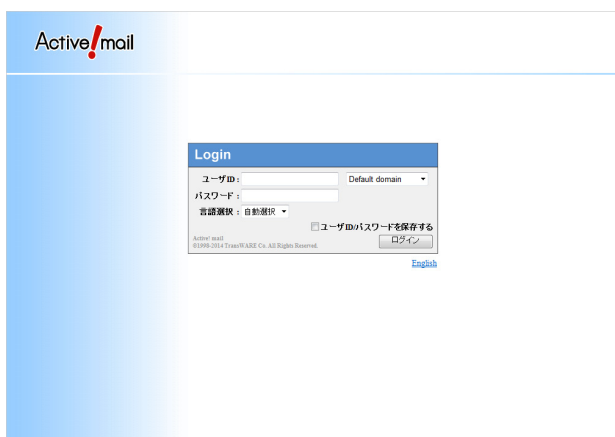 Active!mail
Login
ユーザID : Default domain
パスワード :
言語選択 : 自動選択
ユーザID/パスワードを保存する
Active! mail
©1998-2014 TransWARE Co. All Rights Reserved.
ログイン
English